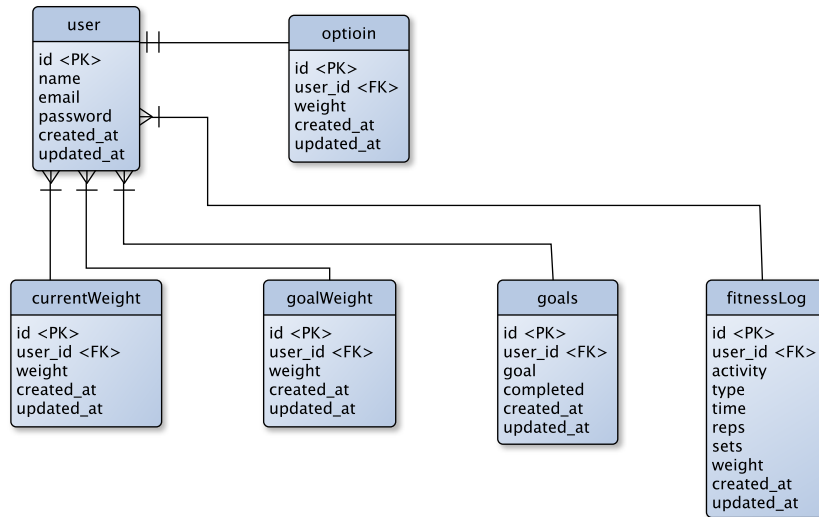 user
id <PK>
name
email
password
created_at
updated_at
optioin
id <PK>
user_id <FK>
weight
created_at
updated_at
currentWeight
id <PK>
user_id <FK>
weight
created_at
updated_at
goalWeight
id <PK>
user_id <FK>
weight
created_at
updated_at
goals
id <PK>
user_id <FK>
goal
completed
created_at
updated_at
fitnessLog
id <PK>
user_id <FK>
activity
type
time
reps
sets
weight
created_at
updated_at